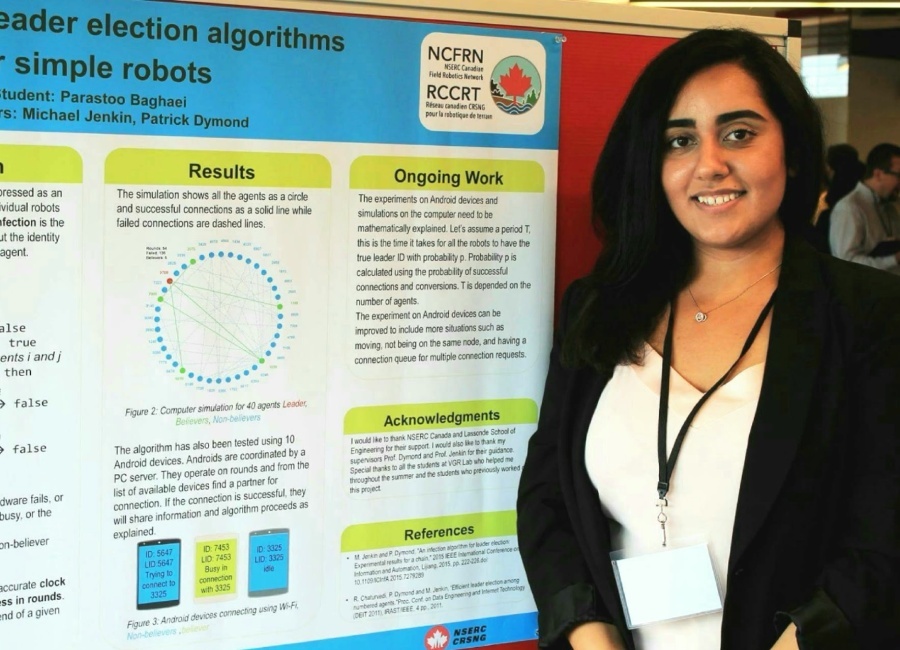 eader election algorithms
simple robots
Student: Parastoo Baghaei
rs: Michael Jenkin, Patrick Dymond
NCFRN
NSERC Canadian
Field Robotics Network
RCCRT
Réseau canadien CRSNG
pour la robotique de terrain
pressed as an
vidual robots
nfection is the
ut the identity
agent.
alse
true
ents i and j
then
→ false
→ false
dware fails, or
busy, or the
on-believer
accurate clock
ess in rounds.
end of a given
Results
The simulation shows all the agents as a circle
and successful connections as a solid line while
failed connections are dashed lines.
Figure 2: Computer simulation for 40 agents Leader,
Believers, Non-believers
The algorithm has also been tested using 10
Android devices. Androids are coordinated by a
PC server. They operate on rounds and from the
list of available devices find a partner for
connection. If the connection is successful, they
will share information and algorithm proceeds as
explained.
ID: 5647
LID:5647
Trying to
connect to
3325
ID: 7453
LID: 7453
Busy in
connection
with 3325
ID: 3325
LID: 3325
idle
Figure 3: Android devices connecting using Wi-Fi,
Non-believers, believer
Ongoing Work
The experiments on Android devices and
simulations on the computer need to be
mathematically explained. Let's assume a period T,
this is the time it takes for all the robots to have the
true leader ID with probability p. Probability p is
calculated using the probability of successful
connections and conversions. T is depended on the
number of agents.
The experiment on Android devices can be
improved to include more situations such as
moving, not being on the same node, and having a
connection queue for multiple connection requests.
Acknowledgments
I would like to thank NSERC Canada and Lassonde School of
Engineering for their support. I would also like to thank my
supervisors Prof. Dymond and Prof. Jenkin for their guidance.
Special thanks to all the students at VGR Lab who helped me
throughout the summer and the students who previously worked on
this project.
References
M. Jenkin and P. Dymond, "An infection algorithm for leader election
Experimental results for a chain," 2015 IEEE International Conference on
Information and Automation, Lijiang, 2015, pp. 222-228.
10.1109/ICInfA.2015.7279289
R. Chaturvedi, P. Dymond and M. Jenkin, "Efficient leader election among
numbered agents," Proc. Conf. on Data Engineering and Internet Technology
(DEIT 2011), 4 pp., 2011.
NSERC
CRSNG